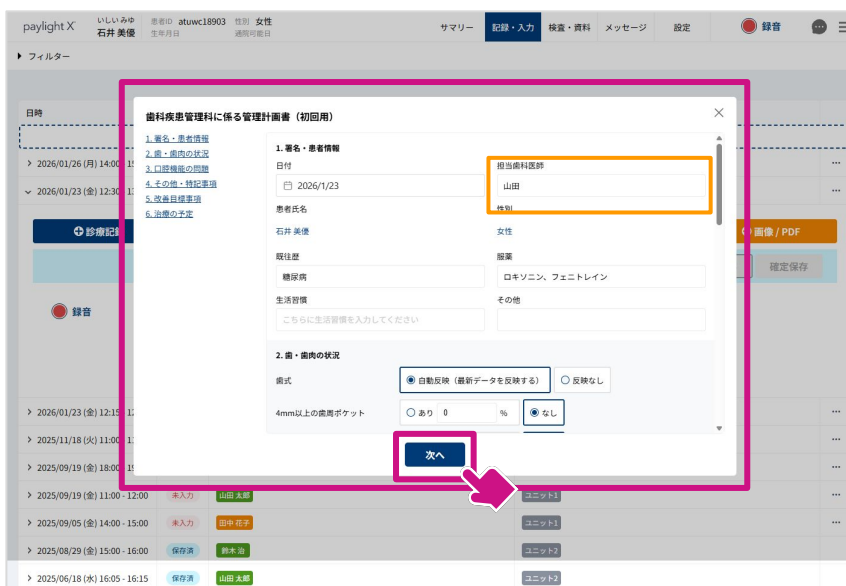 paylight X
いしい みゆ
石井 美優
患者ID atuwc18903 性別 女性
生年月日 通院可能日
サマリー 記録・入力 検査・資料 メッセージ 設定 録音
フィルター
日時
歯科疾患管理科に係る管理計画書（初回用）
1. 署名・患者情報
2. 歯・歯肉の状況
3. 口腔機能の問題
4. その他・特記事項
5. 改善目標事項
6. 治療の予定
1. 署名・患者情報
日付 担当歯科医師
2026/1/23 山田
患者氏名 性別
石井 美優 女性
既往歴 服薬
糖尿病 ロキソニン、フェニトレイン
生活習慣 その他
こちらに生活習慣を入力してください
2. 歯・歯肉の状況
歯式 自動反映（最新データを反映する） 反映なし
4mm以上の歯周ポケット あり 0 % なし
次へ
2026/01/26 (月) 14:00 - 15
2026/01/23 (金) 12:30 - 1
診療記録 画像 / PDF
確定保存
録音
2026/01/23 (金) 12:15 - 12
2025/11/18 (火) 11:00 - 1
2025/09/19 (金) 18:00 - 19
2025/09/19 (金) 11:00 - 12:00 未入力 山田 太郎 ユニット1
2025/09/05 (金) 14:00 - 15:00 未入力 田中 花子 ユニット1
2025/08/29 (金) 15:00 - 16:00 保存済 鈴木 治 ユニット2
2025/06/18 (水) 16:05 - 16:15 保存済 山田 太郎 ユニット2